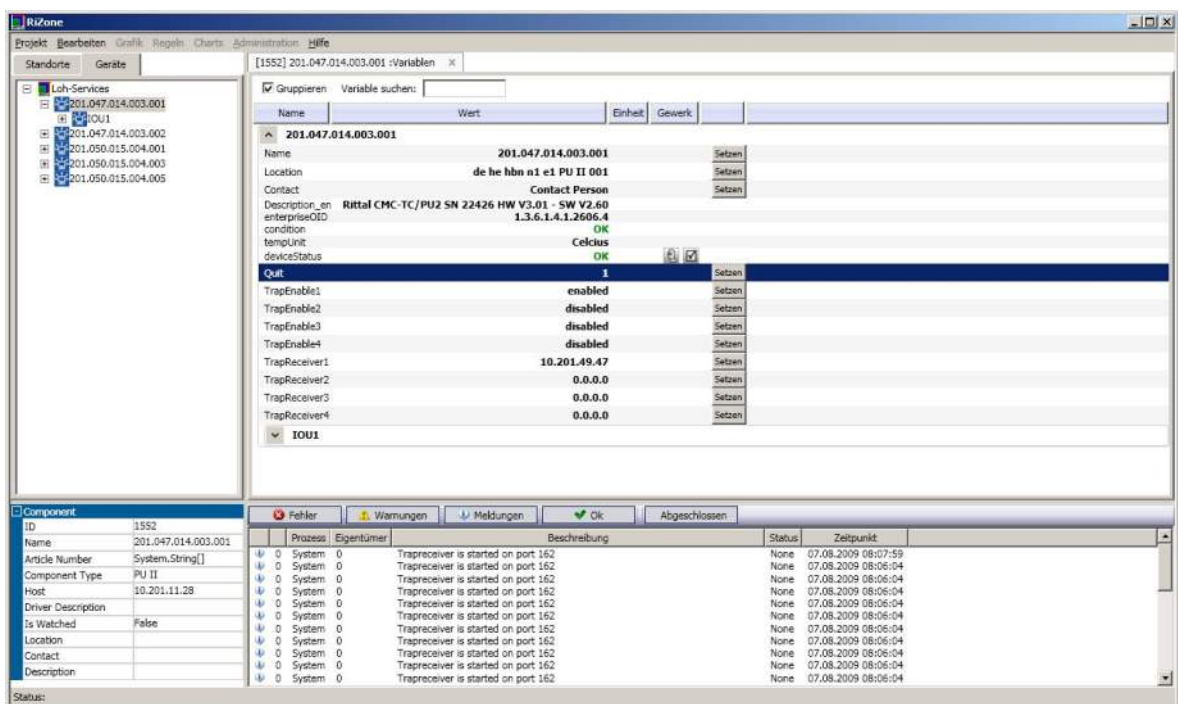 RiZone
Projekt Bearbeiten Grafik Regeln Charts Administration Hilfe
Standorte Geräte
Loh-Services
201.047.014.003.001
IOU1
201.047.014.003.002
201.050.015.004.001
201.050.015.004.003
201.050.015.004.005
[1552] 201.047.014.003.001 :Variablen
Gruppieren Variable suchen:
Name Wert Einheit Gewerk
201.047.014.003.001
Name 201.047.014.003.001 Setzen
Location de he hbn n1 e1 PU II 001 Setzen
Contact Contact Person Setzen
Description_en Rittal CMC-TC/PU2 SN 22426 HW V3.01 - SW V2.60
enterpriseOID 1.3.6.1.4.1.2606.4
condition OK
tempUnit Celcius
deviceStatus OK
Quit 1 Setzen
TrapEnable1 enabled Setzen
TrapEnable2 disabled Setzen
TrapEnable3 disabled Setzen
TrapEnable4 disabled Setzen
TrapReceiver1 10.201.49.47 Setzen
TrapReceiver2 0.0.0.0 Setzen
TrapReceiver3 0.0.0.0 Setzen
TrapReceiver4 0.0.0.0 Setzen
IOU1
Component
ID 1552
Name 201.047.014.003.001
Article Number System.String[]
Component Type PU II
Host 10.201.11.28
Driver Description
Is Watched False
Location
Contact
Description
Fehler Warnungen Meldungen Ok Abgeschlossen
Prozess Eigentümer Beschreibung Status Zeitpunkt
0 System 0 Trapreceiver is started on port 162 None 07.08.2009 08:07:59
0 System 0 Trapreceiver is started on port 162 None 07.08.2009 08:06:04
0 System 0 Trapreceiver is started on port 162 None 07.08.2009 08:06:04
0 System 0 Trapreceiver is started on port 162 None 07.08.2009 08:06:04
0 System 0 Trapreceiver is started on port 162 None 07.08.2009 08:06:04
0 System 0 Trapreceiver is started on port 162 None 07.08.2009 08:06:04
0 System 0 Trapreceiver is started on port 162 None 07.08.2009 08:06:04
0 System 0 Trapreceiver is started on port 162 None 07.08.2009 08:06:04
0 System 0 Trapreceiver is started on port 162 None 07.08.2009 08:06:04
0 System 0 Trapreceiver is started on port 162 None 07.08.2009 08:06:04
0 System 0 Trapreceiver is started on port 162 None 07.08.2009 08:06:04
Status: